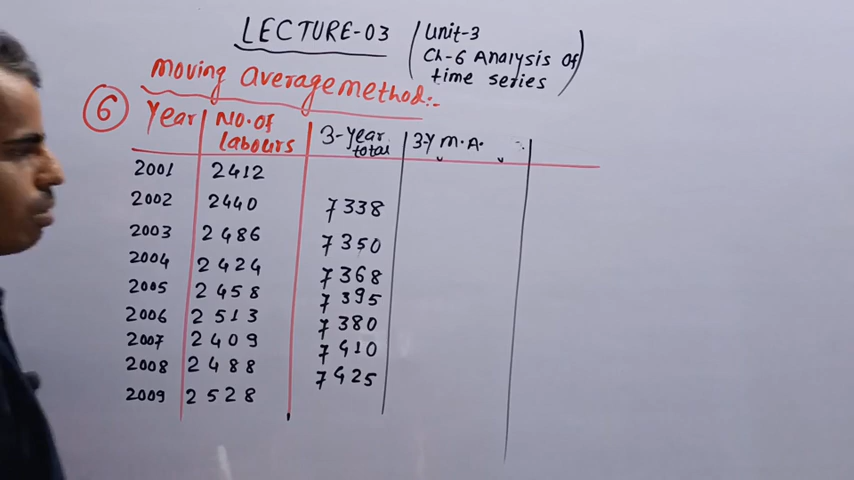 LECTURE-03
(Unit-3
Ch-6 Analysis of
time series)
Moving average method:-
6
Year No. of labours 3-year total 3-Y M.A.
2001 2412
2002 2440 7338
2003 2486 7350
2004 2424 7368
2005 2458 7395
2006 2513 7380
2007 2409 7410
2008 2488 7425
2009 2528